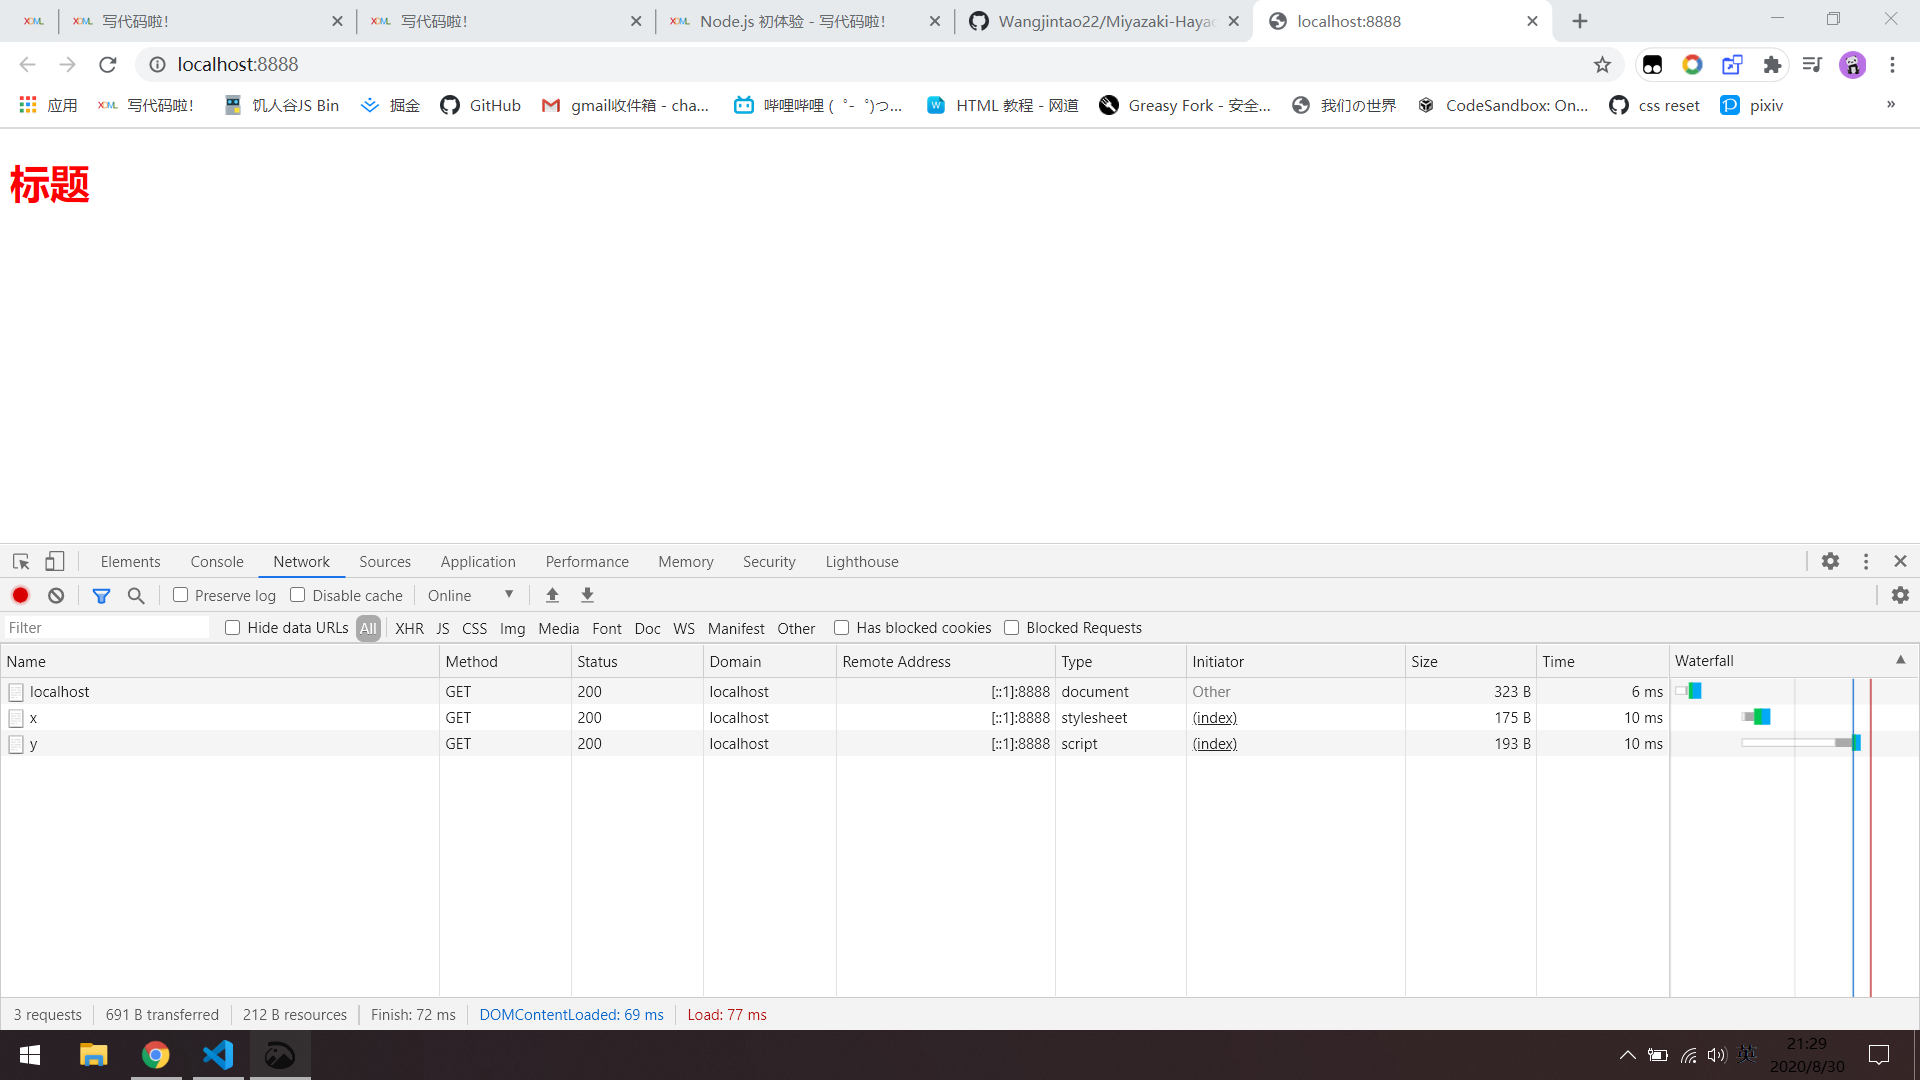 XDML XDML 写代码啦! XDML 写代码啦! XDML Node.js 初体验 - 写代码啦! Wangjintao22/Miyazaki-Hayao localhost:8888
localhost:8888
应用 XDML 写代码啦! 饥人谷JS Bin 掘金 GitHub gmail收件箱 - cha... 哔哩哔哩 ( ゜- ゜)つ... W HTML 教程 - 网道 Greasy Fork - 安全... 我们の世界 CodeSandbox: On... css reset pixiv »
标题
Elements Console Network Sources Application Performance Memory Security Lighthouse
Preserve log Disable cache Online
Filter Hide data URLs All XHR JS CSS Img Media Font Doc WS Manifest Other Has blocked cookies Blocked Requests
Name Method Status Domain Remote Address Type Initiator Size Time Waterfall
localhost GET 200 localhost [::1]:8888 document Other 323 B 6 ms
x GET 200 localhost [::1]:8888 stylesheet (index) 175 B 10 ms
y GET 200 localhost [::1]:8888 script (index) 193 B 10 ms
3 requests 691 B transferred 212 B resources Finish: 72 ms DOMContentLoaded: 69 ms Load: 77 ms
英 21:29
2020/8/30